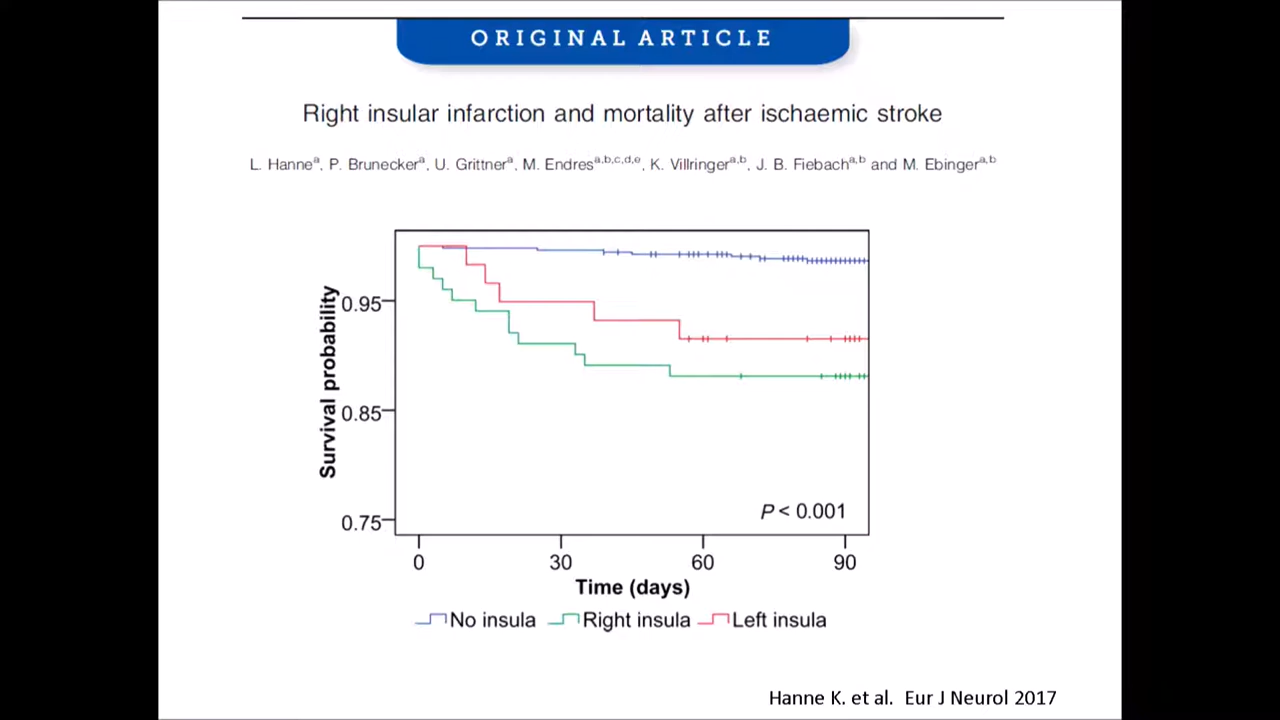 ORIGINAL ARTICLE
Right insular infarction and mortality after ischaemic stroke
L. Hanneᵃ, P. Bruneckerᵃ, U. Grittnerᵃ, M. Endresᵃ,ᵇ,ᶜ,ᵈ,ᵉ, K. Villringerᵃ,ᵇ, J. B. Fiebachᵃ,ᵇ and M. Ebingerᵃ,ᵇ
Survival probability
0.95
0.85
0.75
P < 0.001
0 30 60 90
Time (days)
No insula Right insula Left insula
Hanne K. et al. Eur J Neurol 2017